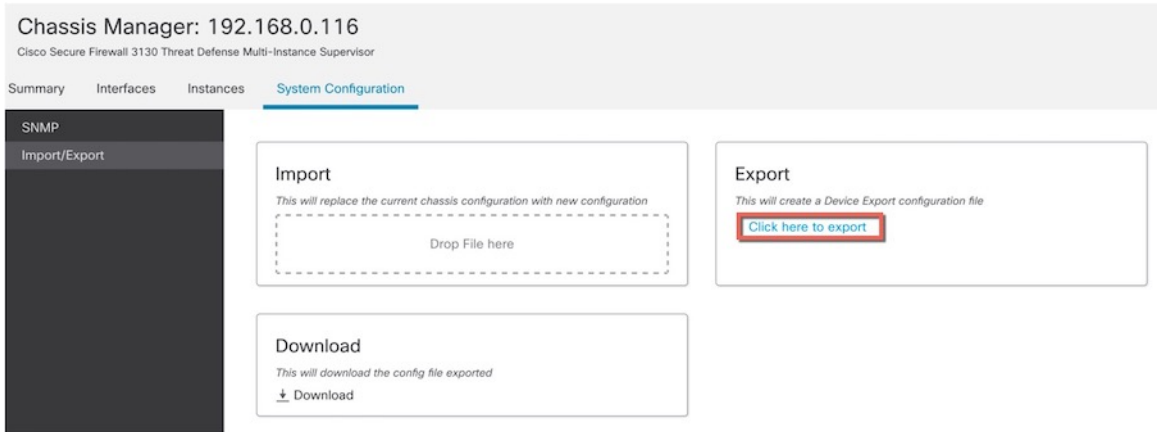 Chassis Manager: 192.168.0.116
Cisco Secure Firewall 3130 Threat Defense Multi-Instance Supervisor
Summary Interfaces Instances System Configuration
SNMP
Import/Export
Import
This will replace the current chassis configuration with new configuration
Drop File here
Export
This will create a Device Export configuration file
Click here to export
Download
This will download the config file exported
Download